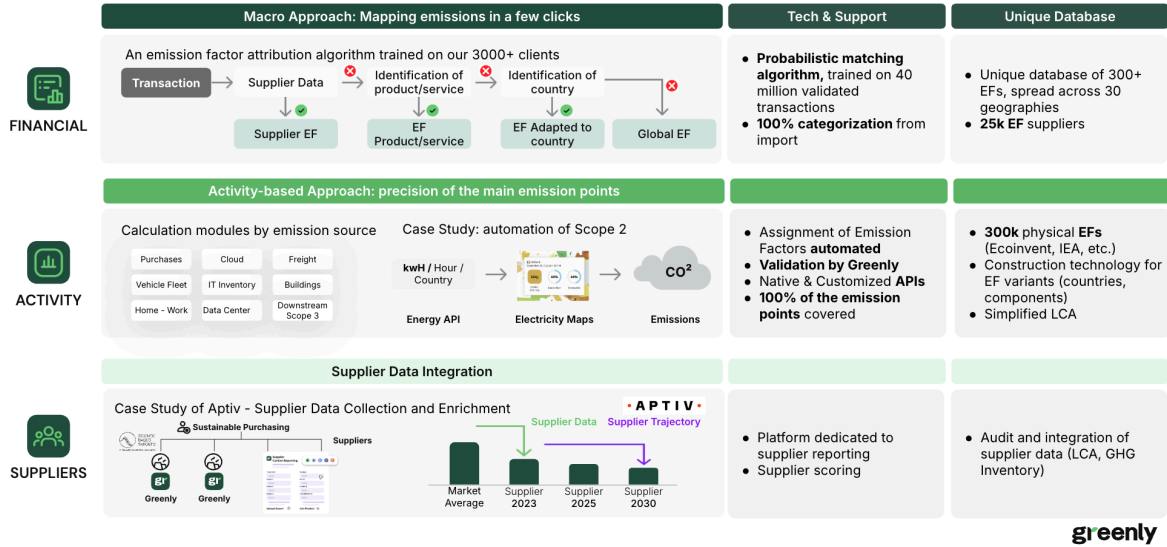 Macro Approach: Mapping emissions in a few clicks
Tech & Support
Unique Database
FINANCIAL
An emission factor attribution algorithm trained on our 3000+ clients
Transaction
Supplier Data
Identification of
product/service
Identification of
country
Supplier EF
EF
Product/service
EF Adapted to
country
Global EF
● Probabilistic matching
algorithm, trained on 40
million validated
transactions
● 100% categorization from
import
● Unique database of 300+
EFs, spread across 30
geographies
● 25k EF suppliers
Activity-based Approach: precision of the main emission points
ACTIVITY
Calculation modules by emission source
Purchases
Cloud
Freight
Vehicle Fleet
IT Inventory
Buildings
Home - Work
Data Center
Downstream
Scope 3
Case Study: automation of Scope 2
kwH / Hour /
Country
CO²
Energy API
Electricity Maps
Emissions
● Assignment of Emission
Factors automated
● Validation by Greenly
● Native & Customized APIs
● 100% of the emission
points covered
● 300k physical EFs
(Ecoinvent, IEA, etc.)
● Construction technology for
EF variants (countries,
components)
● Simplified LCA
Supplier Data Integration
SUPPLIERS
Case Study of Aptiv - Supplier Data Collection and Enrichment
• APTIV •
Sustainable Purchasing
Suppliers
SCIENCE
BASED
TARGETS
gr
Greenly
gr
Greenly
Supplier Data
Supplier Trajectory
Market
Average
Supplier
2023
Supplier
2025
Supplier
2030
● Platform dedicated to
supplier reporting
● Supplier scoring
● Audit and integration of
supplier data (LCA, GHG
Inventory)
greenly